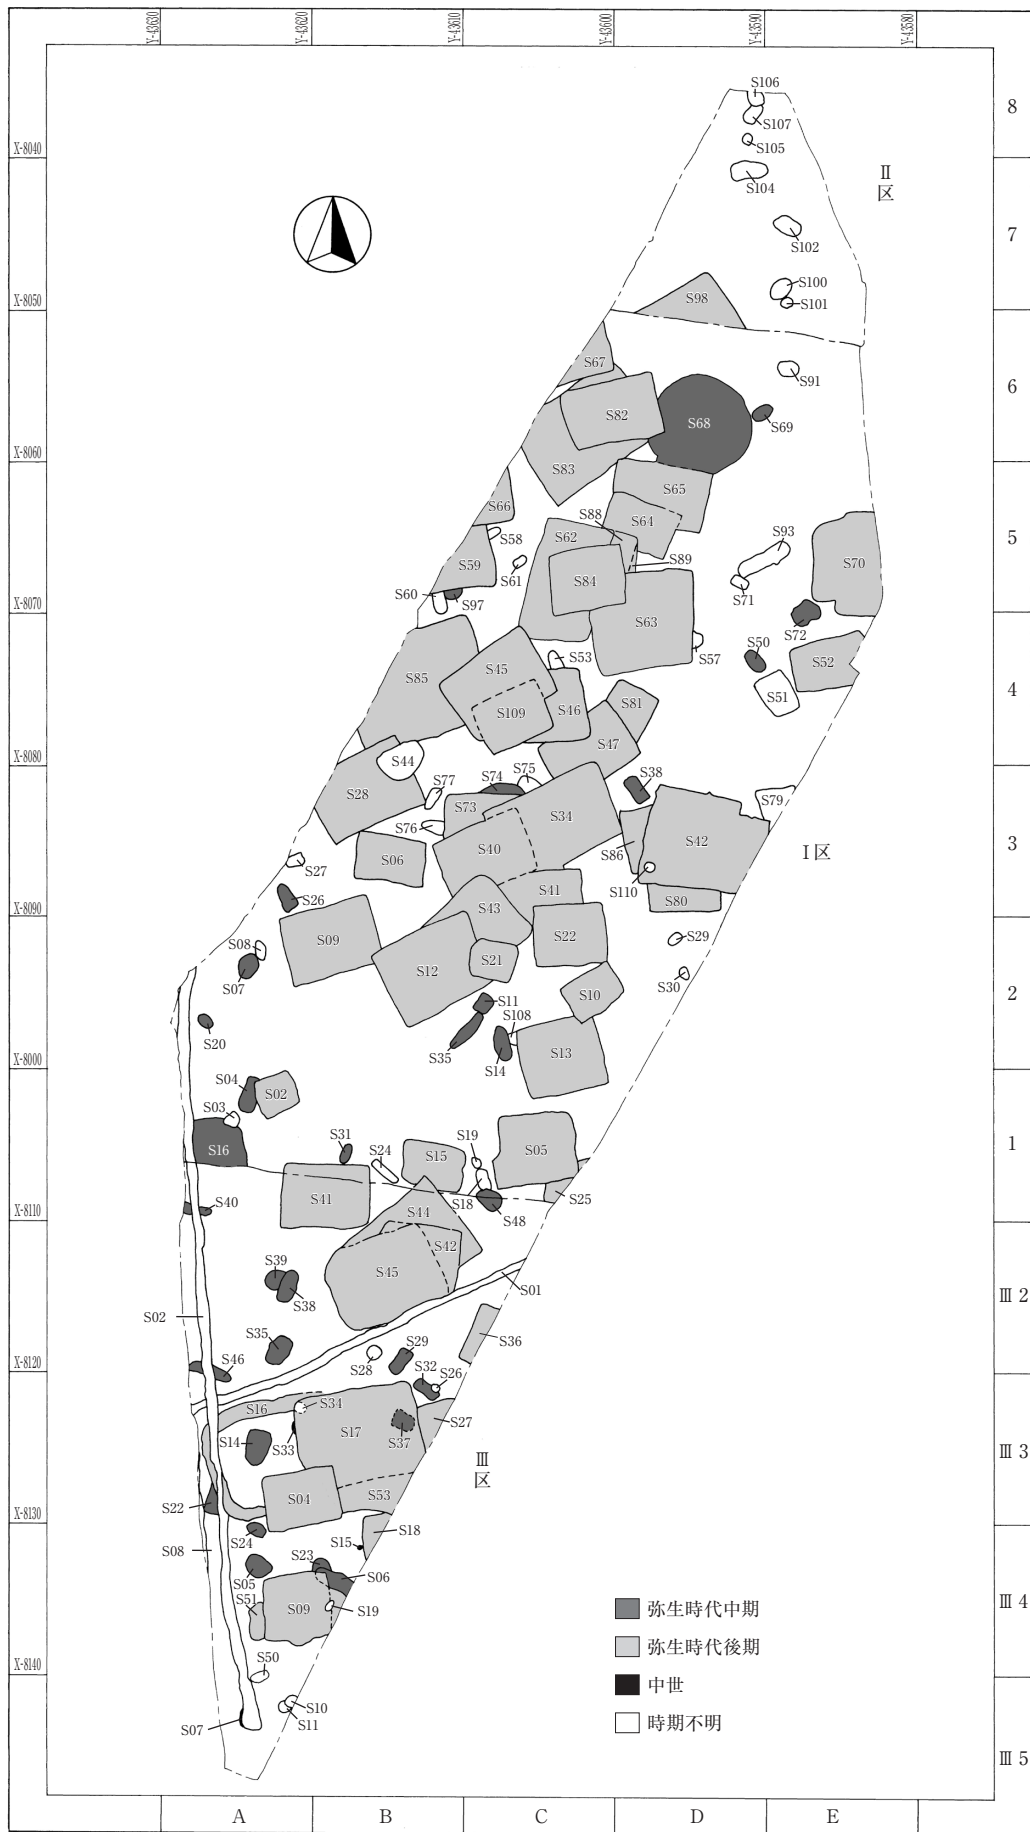 Y-43630
Y-43620
Y-43610
Y-43600
Y-43590
Y-43580
8
S106
S107
S105
X-8040
S104
Ⅱ
区
7
S102
S100
S101
X-8050
S98
S67
S91
6
S82
S68
S69
X-8060
S83
S65
S66
S88
S64
S93
S58
S62
5
S59
S89
S70
S61
S84
S71
S60
S97
X-8070
S63
S72
S50
S57
S52
S45
S53
S85
4
S51
S109
S46
S81
S47
S44
X-8080
S77
S74
S75
S38
S28
S73
S34
S79
S76
S86
S42
3
S06
S40
Ⅰ区
S27
S110
S41
S26
S43
S80
X-8090
S09
S22
S29
S08
S21
S07
S12
S30
2
S10
S11
S20
S108
S35
S14
S13
X-8000
S04
S02
S03
S31
S24
S19
1
S16
S15
S05
S41
S18
S25
S40
S44
S48
X-8110
S42
S39
S45
S38
S01
Ⅲ 2
S02
S35
S36
S46
S28
S29
S32
S26
X-8120
S16
S34
S27
S17
S14
S33
S37
Ⅲ
区
Ⅲ 3
S22
S04
S53
X-8130
S24
S18
S08
S15
S23
S05
S06
S51
S09
S19
弥生時代中期
Ⅲ 4
弥生時代後期
S50
X-8140
中世
S10
S07
S11
時期不明
Ⅲ 5
A
B
C
D
E